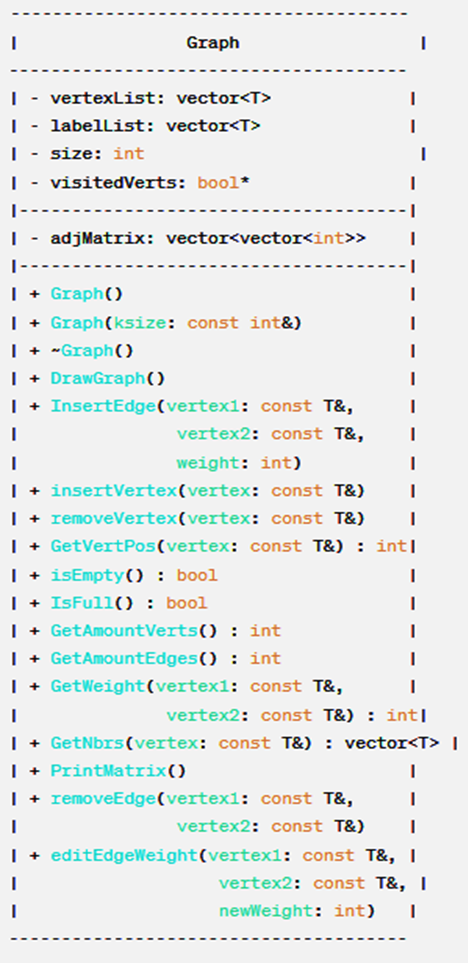 ---------------------------------------
|                Graph                  |
---------------------------------------
| - vertexList: vector<T>              |
| - labelList: vector<T>               |
| - size: int                           |
| - visitedVerts: bool*                |
|--------------------------------------|
| - adjMatrix: vector<vector<int>>     |
|--------------------------------------|
| + Graph()                            |
| + Graph(ksize: const int&)           |
| + ~Graph()                           |
| + DrawGraph()                        |
| + InsertEdge(vertex1: const T&,      |
|               vertex2: const T&,     |
|               weight: int)           |
| + insertVertex(vertex: const T&)     |
| + removeVertex(vertex: const T&)     |
| + GetVertPos(vertex: const T&) : int|
| + isEmpty() : bool                   |
| + IsFull() : bool                    |
| + GetAmountVerts() : int             |
| + GetAmountEdges() : int             |
| + GetWeight(vertex1: const T&,       |
|              vertex2: const T&) : int|
| + GetNbrs(vertex: const T&) : vector<T> |
| + PrintMatrix()                      |
| + removeEdge(vertex1: const T&,      |
|               vertex2: const T&)     |
| + editEdgeWeight(vertex1: const T&, |
|                   vertex2: const T&, |
|                   newWeight: int)   |
---------------------------------------